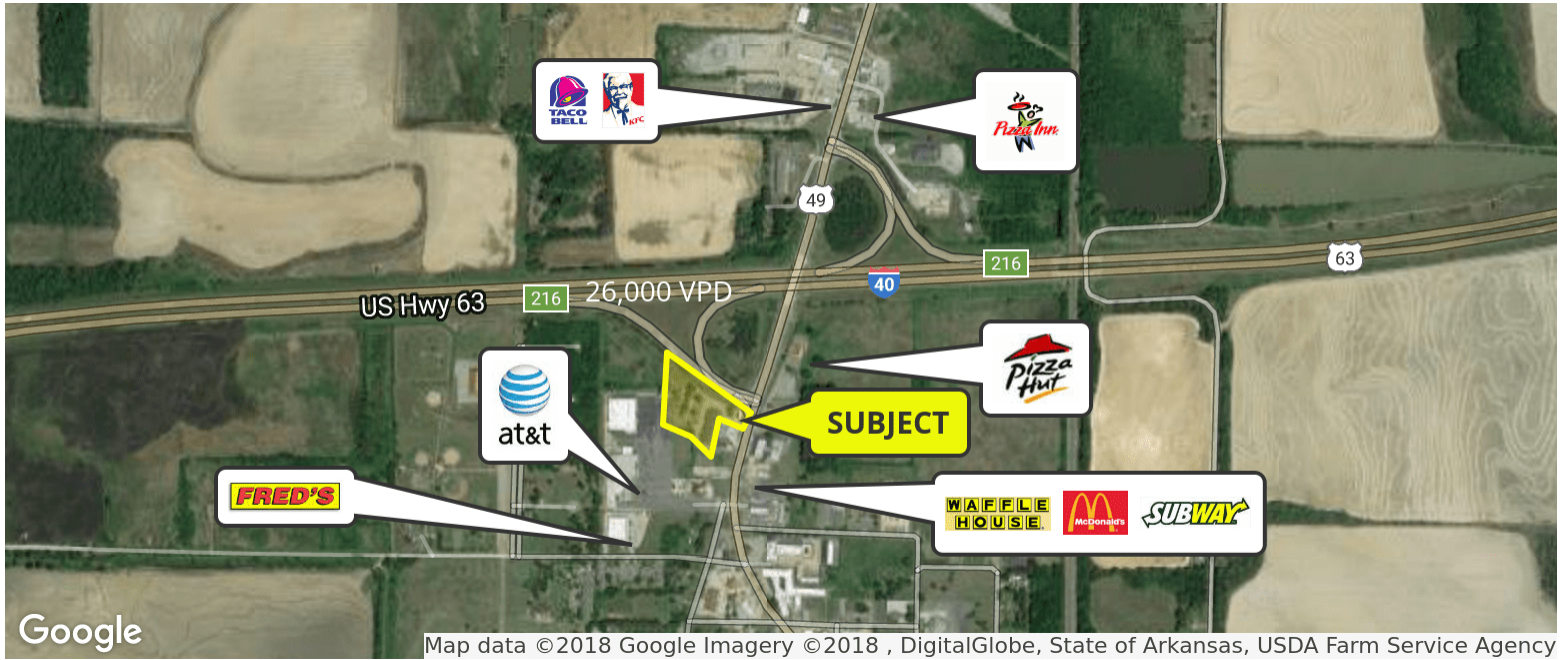 TACO
BELL
KFC
Pizza Inn
49
216
63
40
216
26,000 VPD
US Hwy 63
Pizza
Hut
at&t
SUBJECT
FRED'S
WAFFLE
HOUSE
McDonald's
SUBWAY
Google
Map data ©2018 Google Imagery ©2018 , DigitalGlobe, State of Arkansas, USDA Farm Service Agency